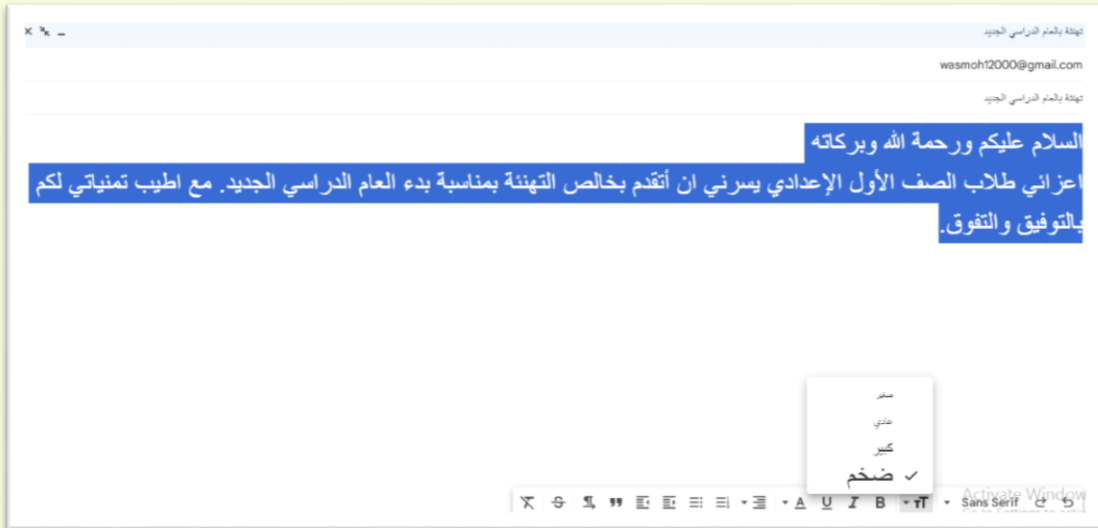 تهنئة بالعام الدراسي الجديد
wasmoh12000@gmail.com
تهنئة بالعام الدراسي الجديد
السلام عليكم ورحمة الله وبركاته
اعزائي طلاب الصف الأول الإعدادي يسرني ان أتقدم بخالص التهنئة بمناسبة بدء العام الدراسي الجديد. مع اطيب تمنياتي لكم
بالتوفيق والتفوق.
صغير
عادي
كبير
ضخم
Activate Window
Sans Serif